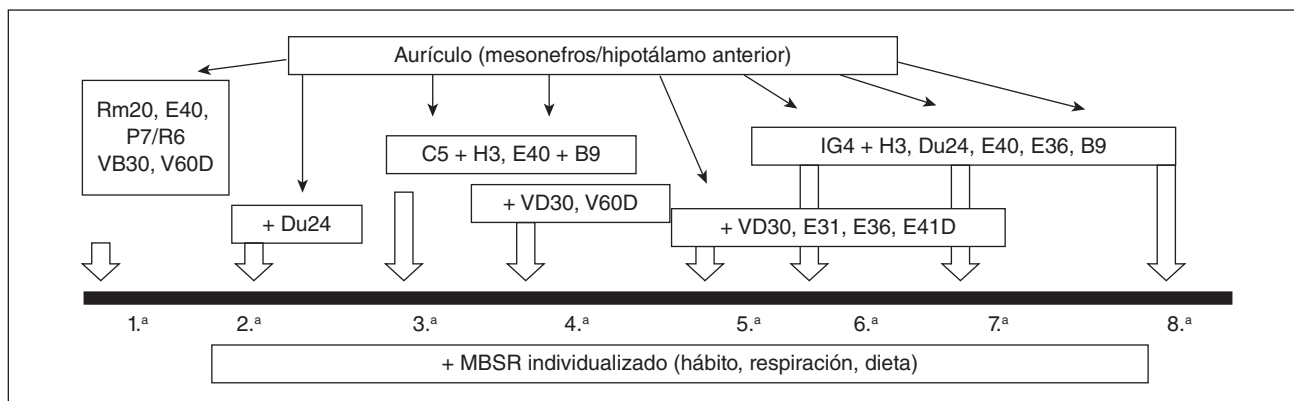 Aurículo (mesonefros/hipotálamo anterior)
Rm20, E40,
P7/R6
VB30, V60D
C5 + H3, E40 + B9
IG4 + H3, Du24, E40, E36, B9
+ VD30, V60D
+ Du24
+ VD30, E31, E36, E41D
1.ª 2.ª 3.ª 4.ª 5.ª 6.ª 7.ª 8.ª
+ MBSR individualizado (hábito, respiración, dieta)